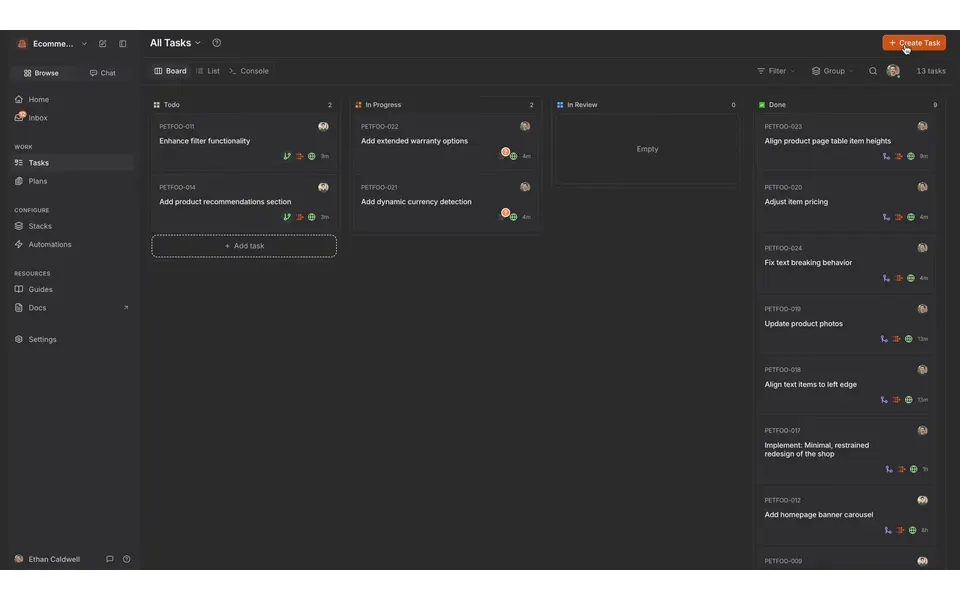 Ecomme...
Browse
Chat
Home
Inbox
WORK
Tasks
Plans
CONFIGURE
Stacks
Automations
RESOURCES
Guides
Docs
Settings
Ethan Caldwell
All Tasks
+ Create Task
Board
List
Console
Filter
Group
13 tasks
Todo 2
PETFOO-011
Enhance filter functionality
3m
PETFOO-014
Add product recommendations section
3m
+ Add task
In Progress 2
PETFOO-022
Add extended warranty options
4m
PETFOO-021
Add dynamic currency detection
4m
In Review 0
Empty
Done 9
PETFOO-023
Align product page table item heights
9m
PETFOO-020
Adjust item pricing
4m
PETFOO-024
Fix text breaking behavior
4m
PETFOO-019
Update product photos
13m
PETFOO-018
Align text items to left edge
13m
PETFOO-017
Implement: Minimal, restrained
redesign of the shop
1h
PETFOO-012
Add homepage banner carousel
6h
PETFOO-009